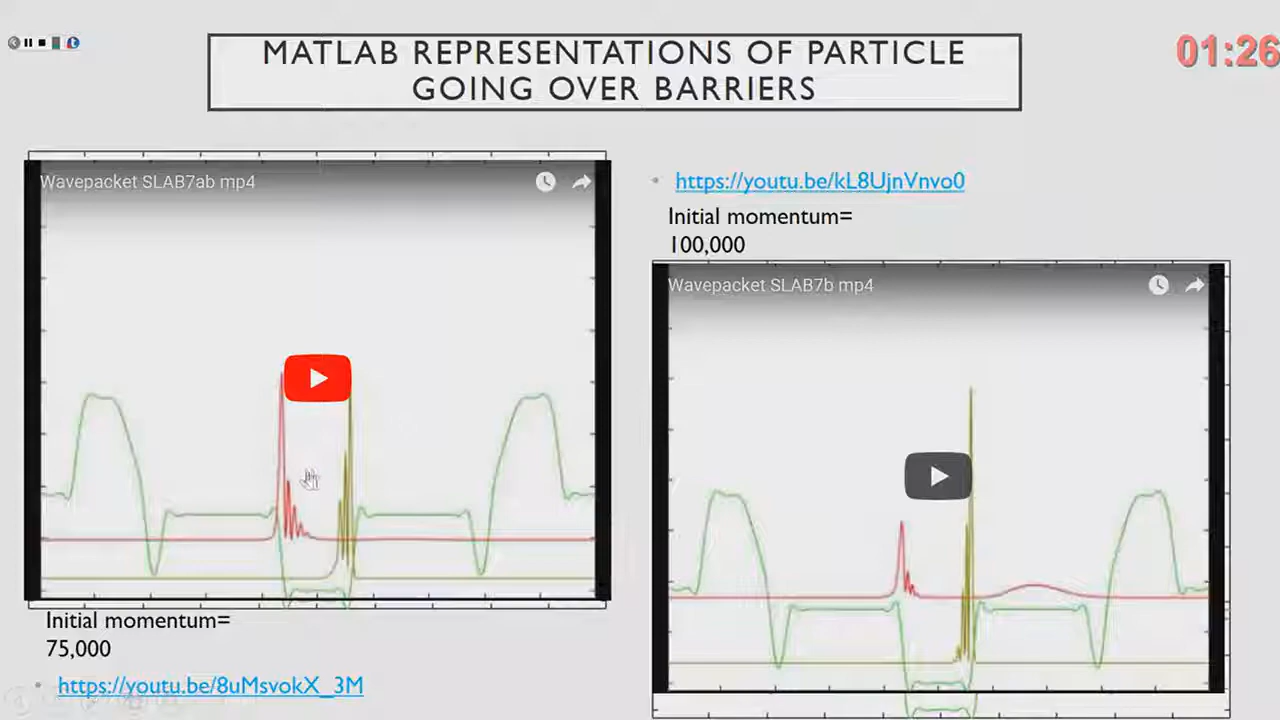 MATLAB REPRESENTATIONS OF PARTICLE
GOING OVER BARRIERS
01:26
Wavepacket SLAB7ab mp4
Initial momentum=
75,000
https://youtu.be/8uMsvokX_3M
https://youtu.be/kL8UjnVnvo0
Initial momentum=
100,000
Wavepacket SLAB7b mp4